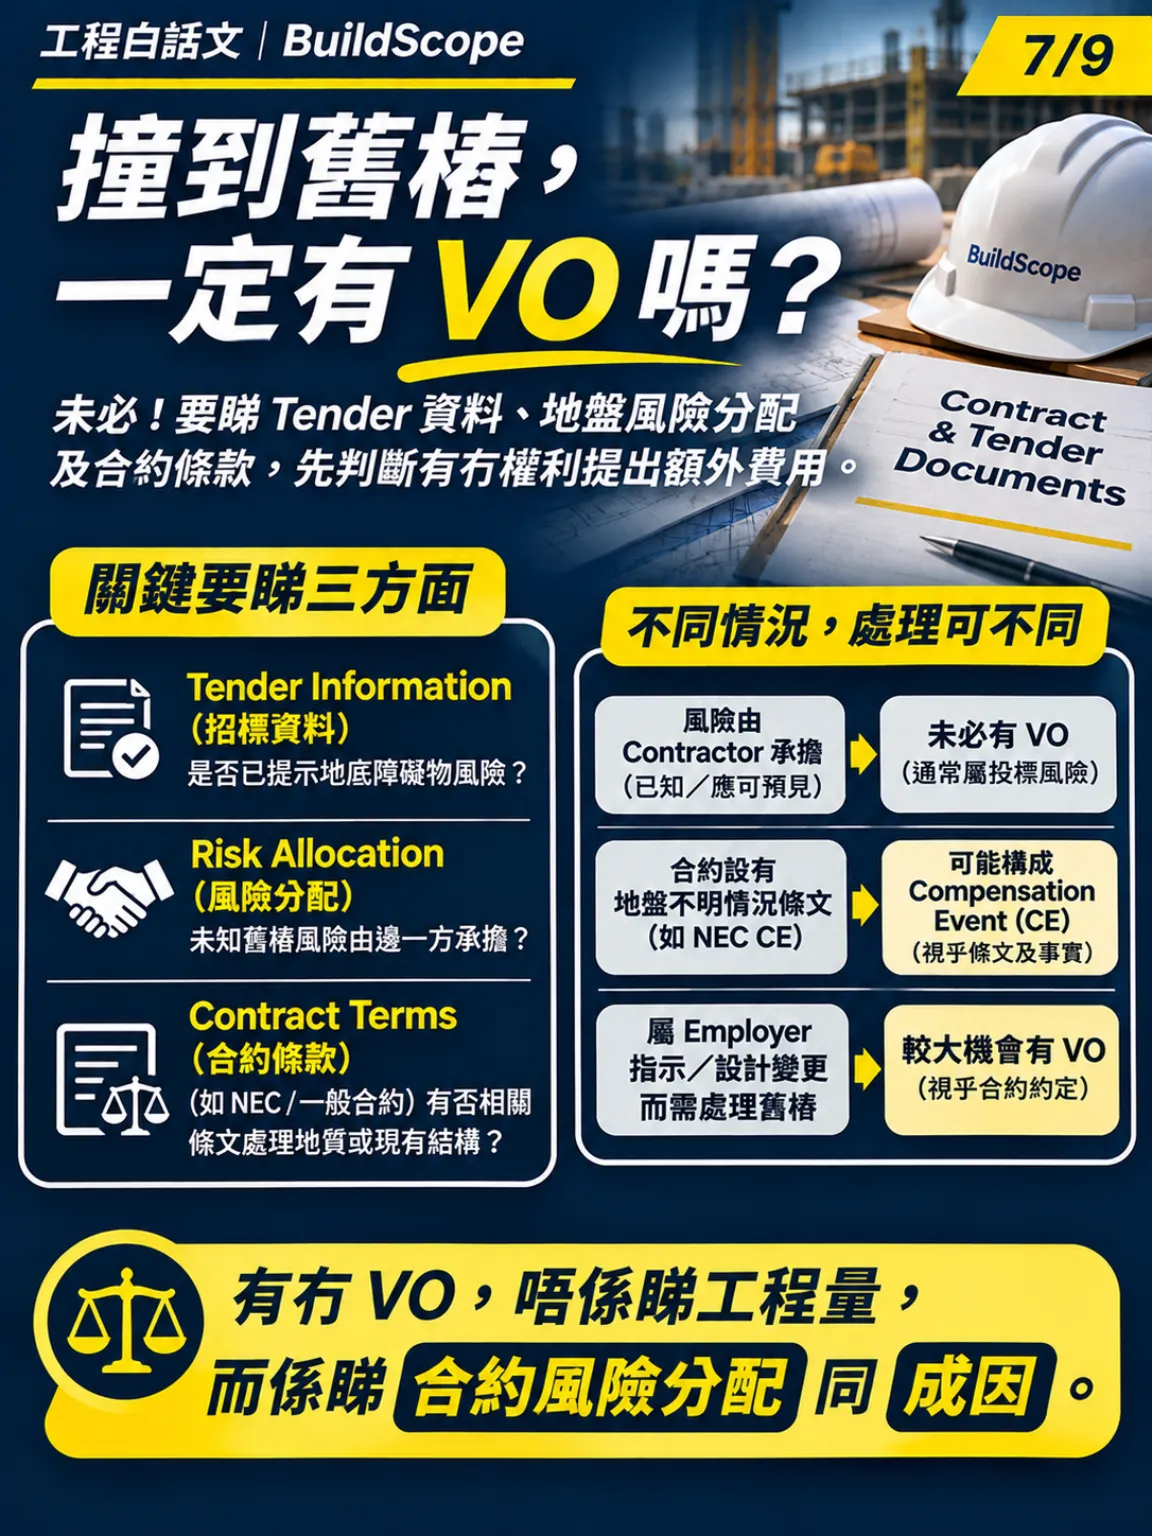 工程白話文｜BuildScope
7/9
撞到舊樁，
一定有 VO 嗎？
未必！要睇 Tender 資料、地盤風險分配
及合約條款，先判斷有冇權利提出額外費用。
BuildScope
Contract
& Tender
Documents
關鍵要睇三方面
Tender Information
（招標資料）
是否已提示地底障礙物風險？
Risk Allocation
（風險分配）
未知舊樁風險由邊一方承擔？
Contract Terms
（合約條款）
（如 NEC / 一般合約）有否相關
條文處理地質或現有結構？
不同情況，處理可不同
風險由
Contractor 承擔
（已知／應可預見）
未必有 VO
（通常屬投標風險）
合約設有
地盤不明情況條文
（如 NEC CE）
可能構成
Compensation
Event (CE)
（視乎條文及事實）
屬 Employer
指示／設計變更
而需處理舊樁
較大機會有 VO
（視乎合約約定）
有冇 VO，唔係睇工程量，
而係睇 合約風險分配 同 成因。